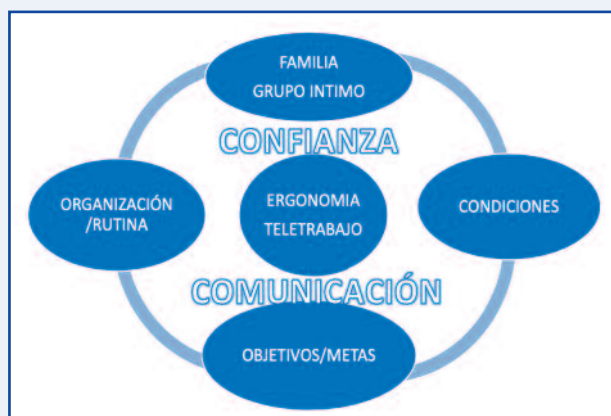 FAMILIA
GRUPO INTIMO
CONFIANZA
ORGANIZACIÓN
/RUTINA
ERGONOMIA
TELETRABAJO
CONDICIONES
COMUNICACIÓN
OBJETIVOS/METAS